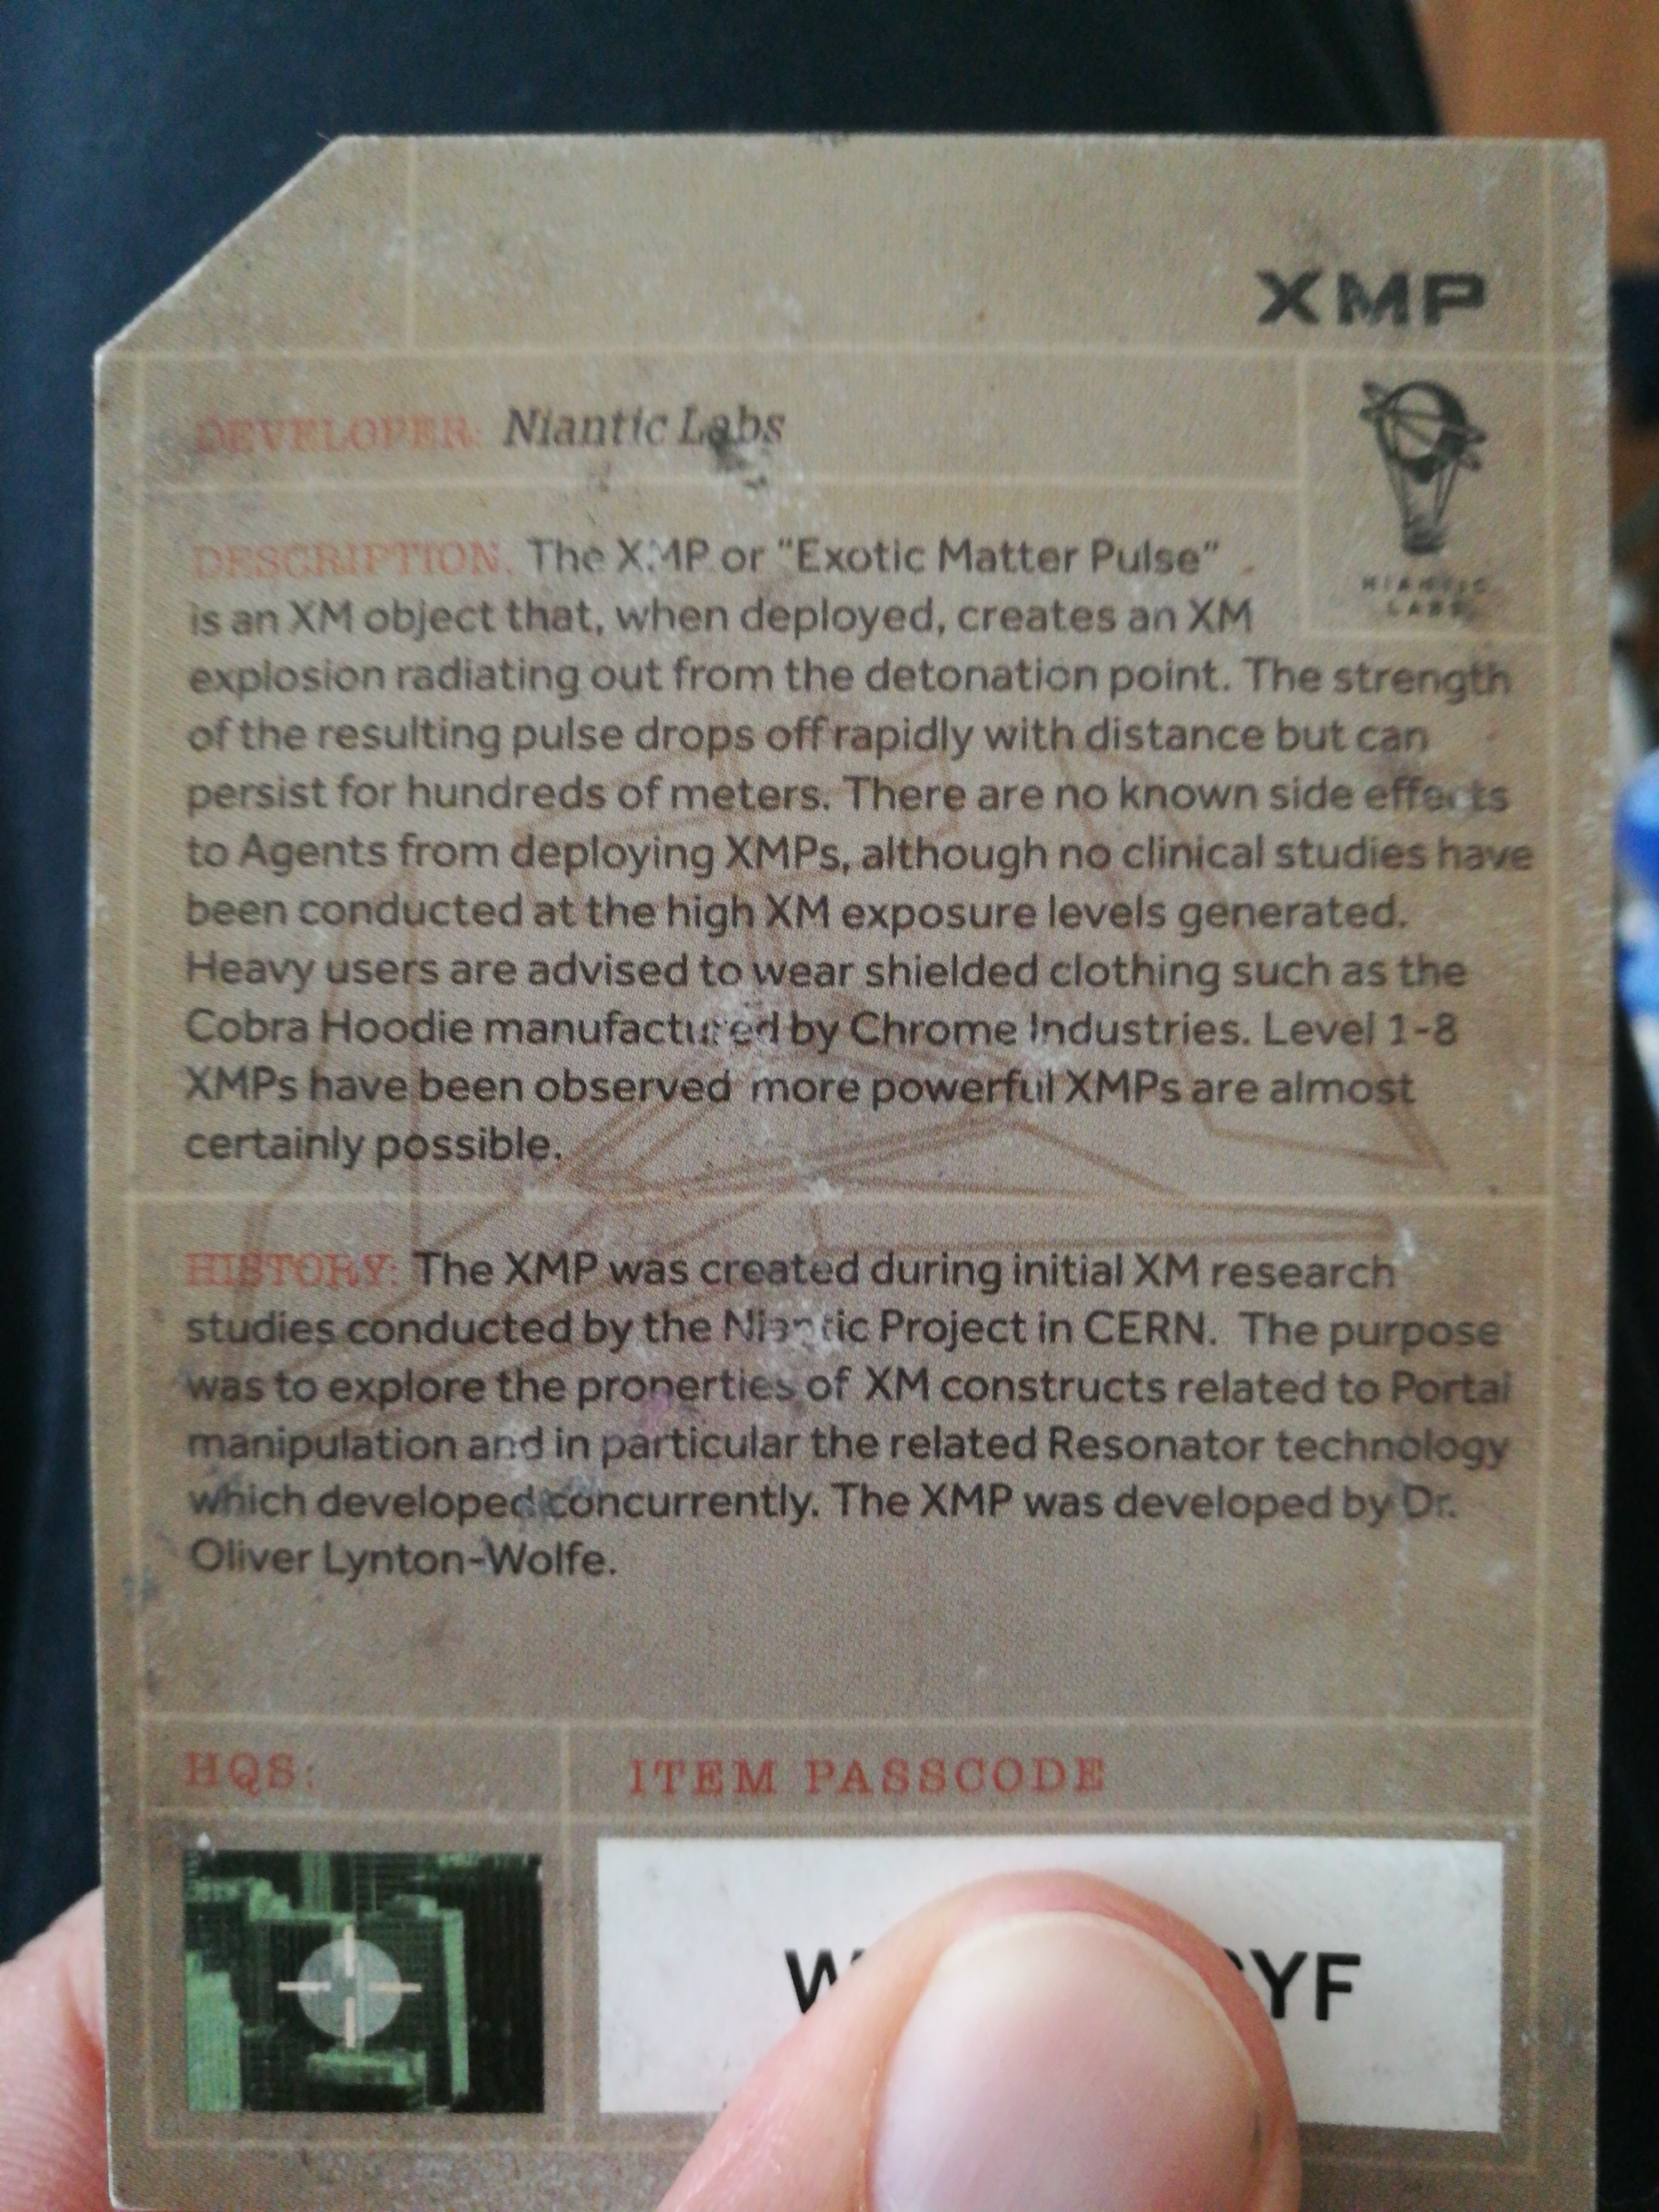 XMP
DEVELOPER: Niantic Labs
NIANTIC
LABS
DESCRIPTION: The XMP or "Exotic Matter Pulse"
is an XM object that, when deployed, creates an XM
explosion radiating out from the detonation point. The strength
of the resulting pulse drops off rapidly with distance but can
persist for hundreds of meters. There are no known side effects
to Agents from deploying XMPs, although no clinical studies have
been conducted at the high XM exposure levels generated.
Heavy users are advised to wear shielded clothing such as the
Cobra Hoodie manufactured by Chrome Industries. Level 1-8
XMPs have been observed more powerful XMPs are almost
certainly possible.
HISTORY: The XMP was created during initial XM research
studies conducted by the Niantic Project in CERN. The purpose
was to explore the properties of XM constructs related to Portal
manipulation and in particular the related Resonator technology
which developed concurrently. The XMP was developed by Dr.
Oliver Lynton-Wolfe.
HQS:
ITEM PASSCODE